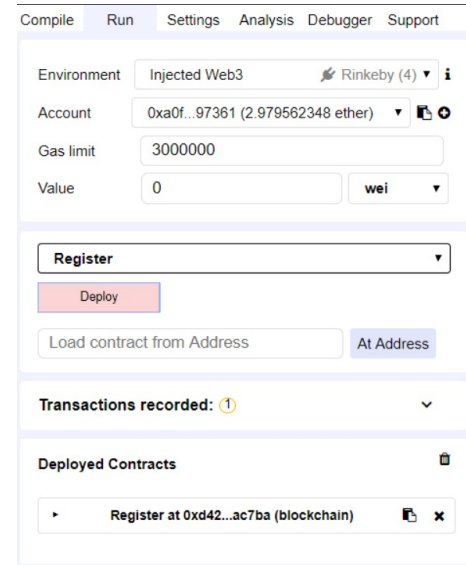 Compile Run Settings Analysis Debugger Support
Environment Injected Web3 Rinkeby (4) ▼ i
Account 0xa0f...97361 (2.979562348 ether) ▼
Gas limit 3000000
Value 0 wei ▼
Register ▼
Deploy
Load contract from Address At Address
Transactions recorded: 1
Deployed Contracts
Register at 0xd42...ac7ba (blockchain)